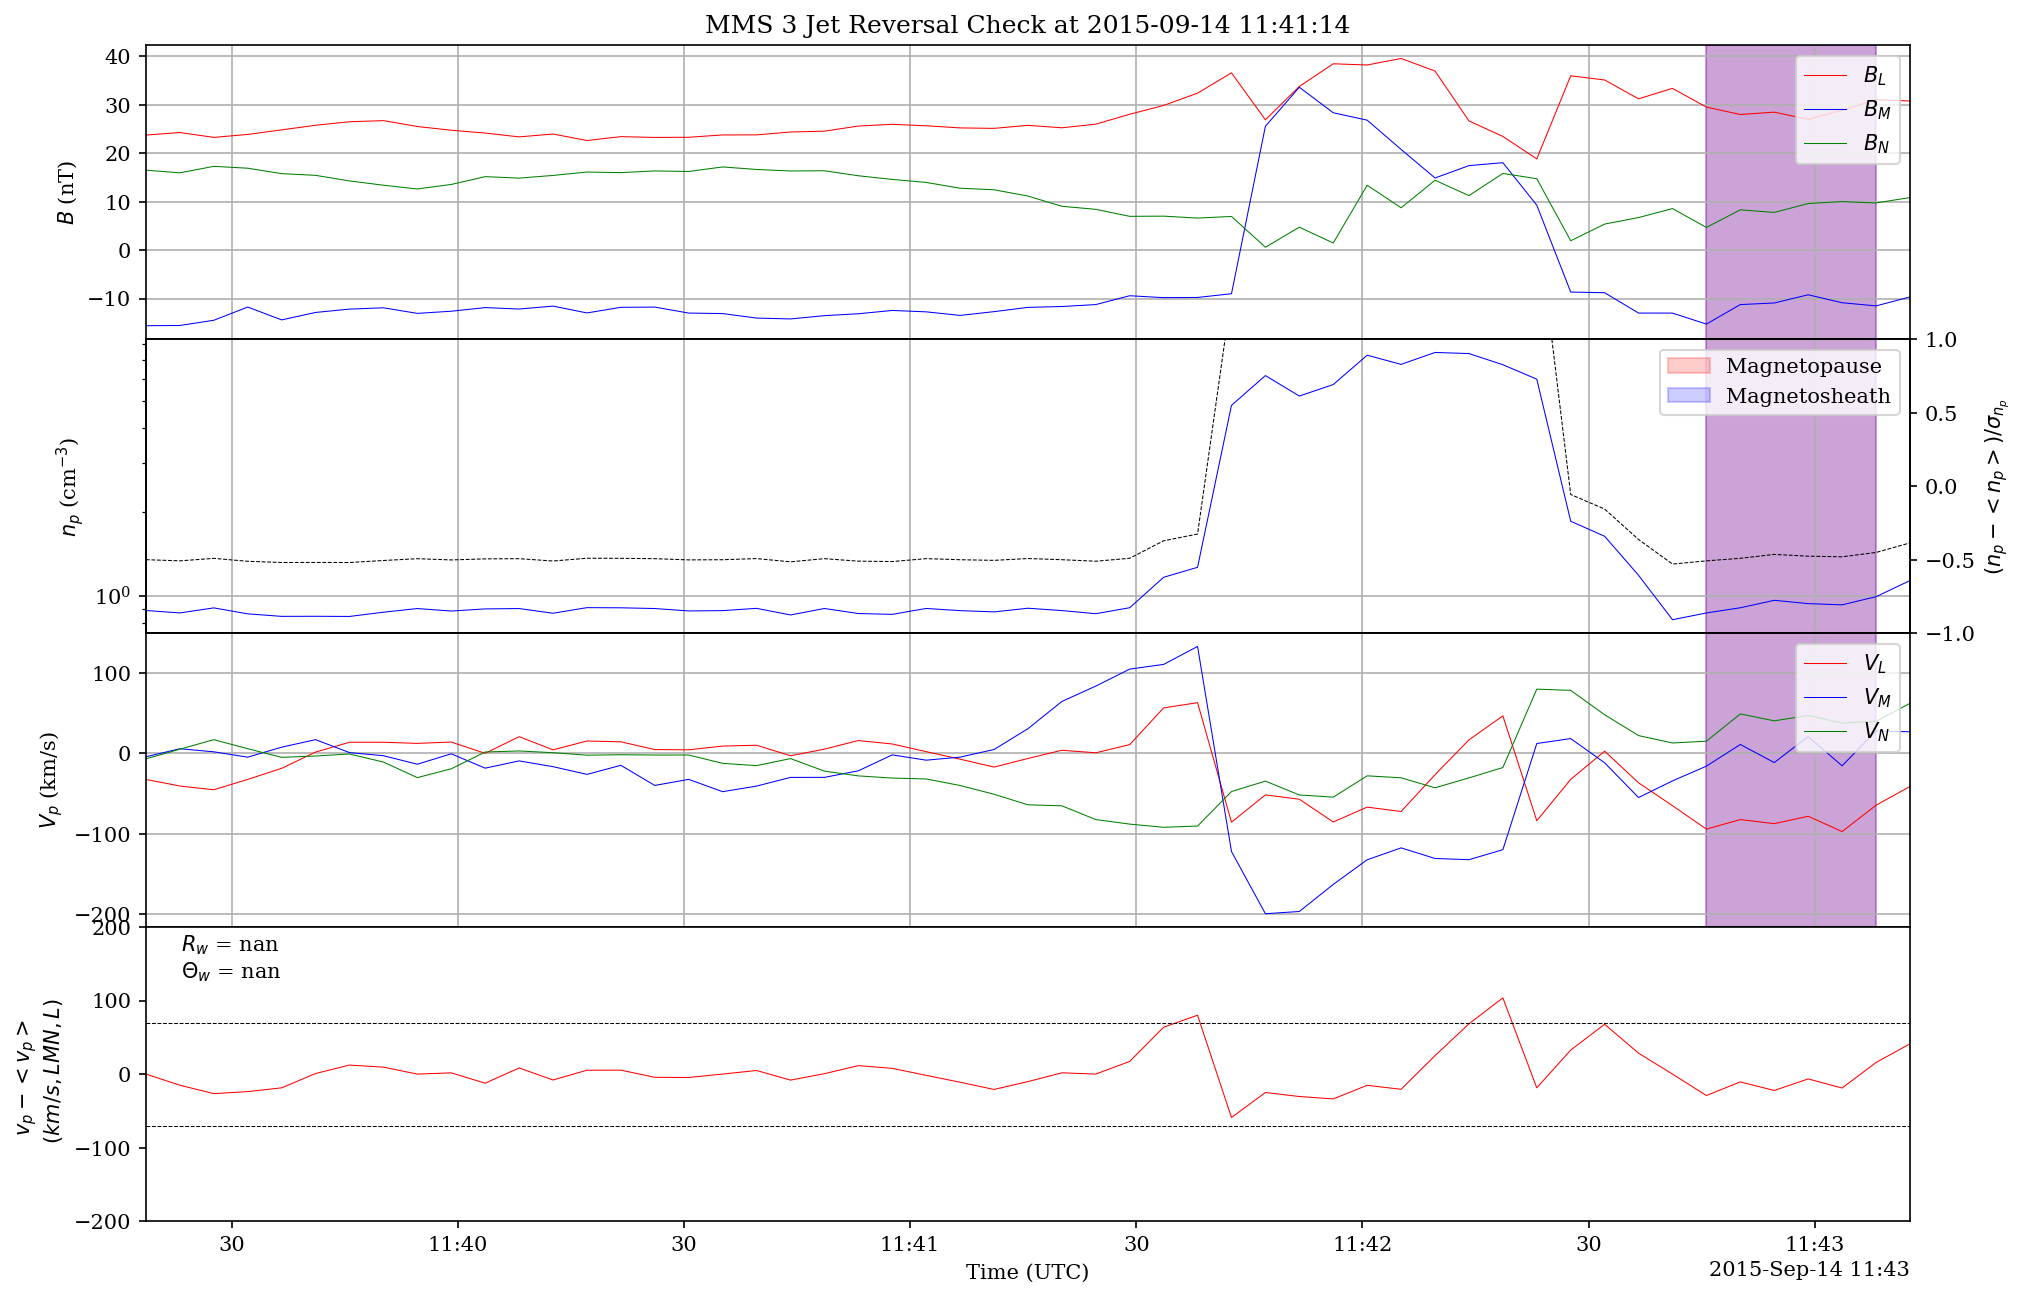 MMS 3 Jet Reversal Check at 2015-09-14 11:41:14
40
30
20
10
0
−10
B (nT)
B_L
B_M
B_N
10⁰
n_p (cm⁻³)
Magnetopause
Magnetosheath
1.0
0.5
0.0
−0.5
−1.0
(n_p − < n_p >)/σ_{n_p}
100
0
−100
−200
V_p (km/s)
V_L
V_M
V_N
200
100
0
−100
−200
v_p − < v_p >
(km/s, LMN, L)
R_w = nan
Θ_w = nan
30
11:40
30
11:41
30
11:42
30
11:43
Time (UTC)
2015-Sep-14 11:43